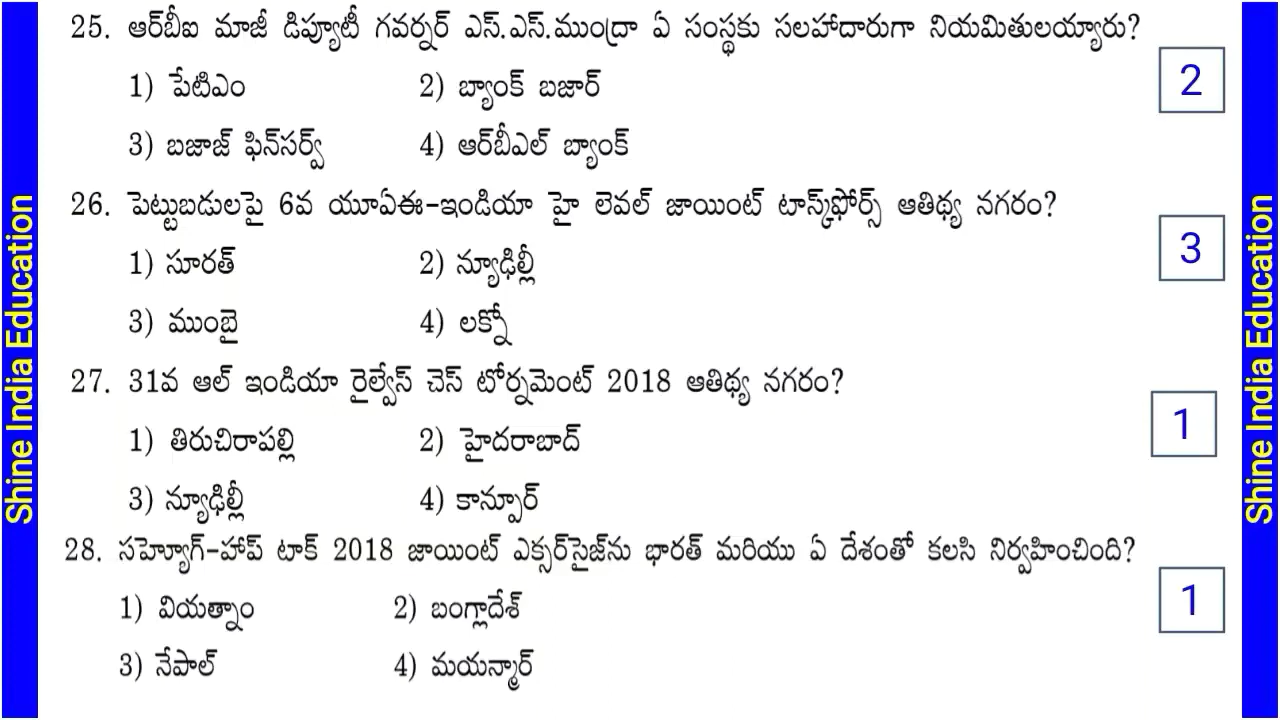 25. ఆర్‌బీఐ మాజీ డిప్యూటీ గవర్నర్ ఎస్.ఎస్.ముంద్రా ఏ సంస్థకు సలహాదారుగా నియమితులయ్యారు?
1) పేటిఎం 2) బ్యాంక్ బజార్
3) బజాజ్ ఫిన్‌సర్వ్ 4) ఆర్‌బీఎల్ బ్యాంక్
2
26. పెట్టుబడులపై 6వ యూఏఈ-ఇండియా హై లెవల్ జాయింట్ టాస్క్‌ఫోర్స్ ఆతిథ్య నగరం?
1) సూరత్ 2) న్యూఢిల్లీ
3) ముంబై 4) లక్నో
3
27. 31వ ఆల్ ఇండియా రైల్వేస్ చెస్ టోర్నమెంట్ 2018 ఆతిథ్య నగరం?
1) తిరుచిరాపల్లి 2) హైదరాబాద్
3) న్యూఢిల్లీ 4) కాన్పూర్
1
28. సహ్యోగ్-హాప్ టాక్ 2018 జాయింట్ ఎక్సర్‌సైజ్‌ను భారత్ మరియు ఏ దేశంతో కలసి నిర్వహించింది?
1) వియత్నాం 2) బంగ్లాదేశ్
3) నేపాల్ 4) మయన్మార్
1
Shine India Education
Shine India Education